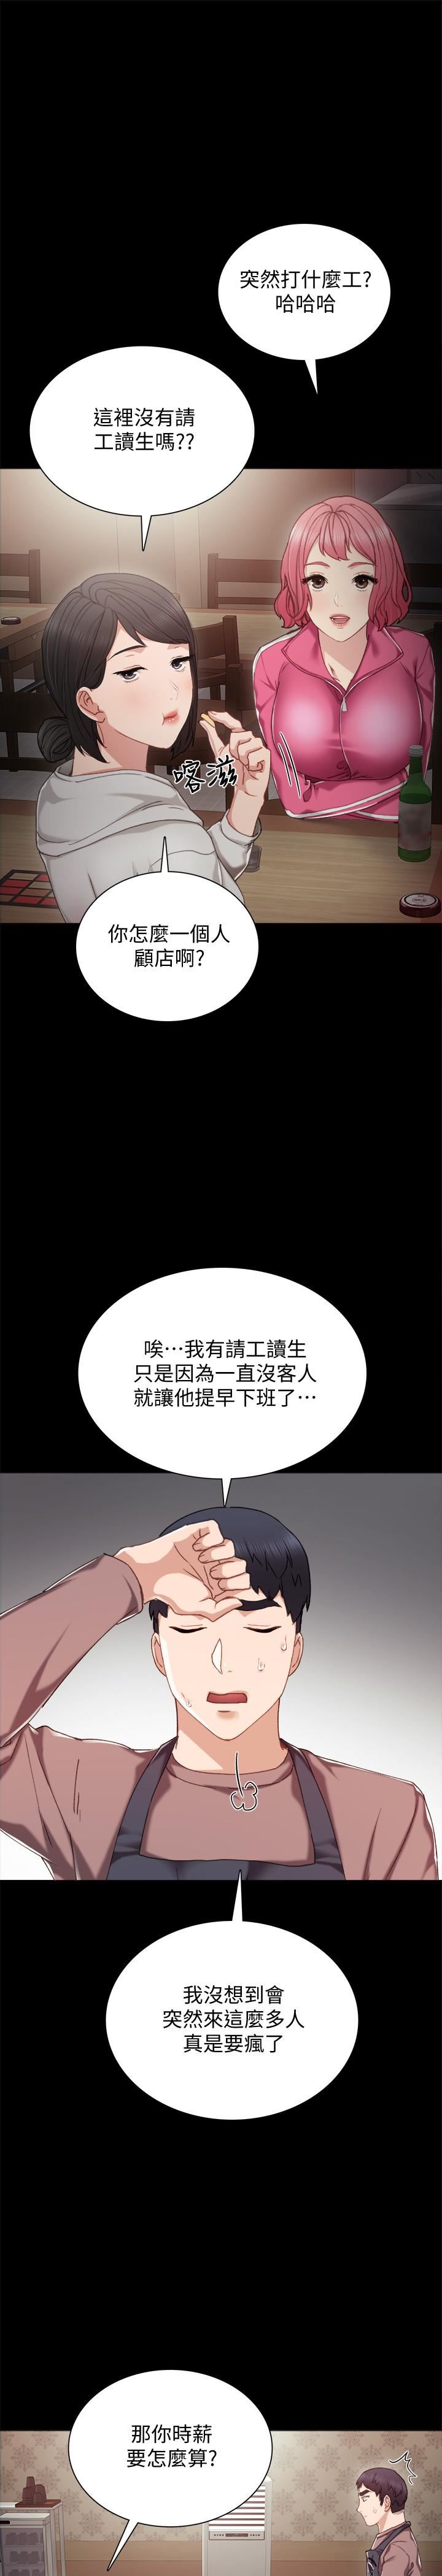 突然打什麼工?
哈哈哈
這裡沒有請
工讀生嗎??
喀滋
你怎麼一個人
顧店啊?
唉⋯我有請工讀生
只是因為一直沒客人
就讓他提早下班了⋯
我沒想到會
突然來這麼多人
真是要瘋了
那你時薪
要怎麼算?